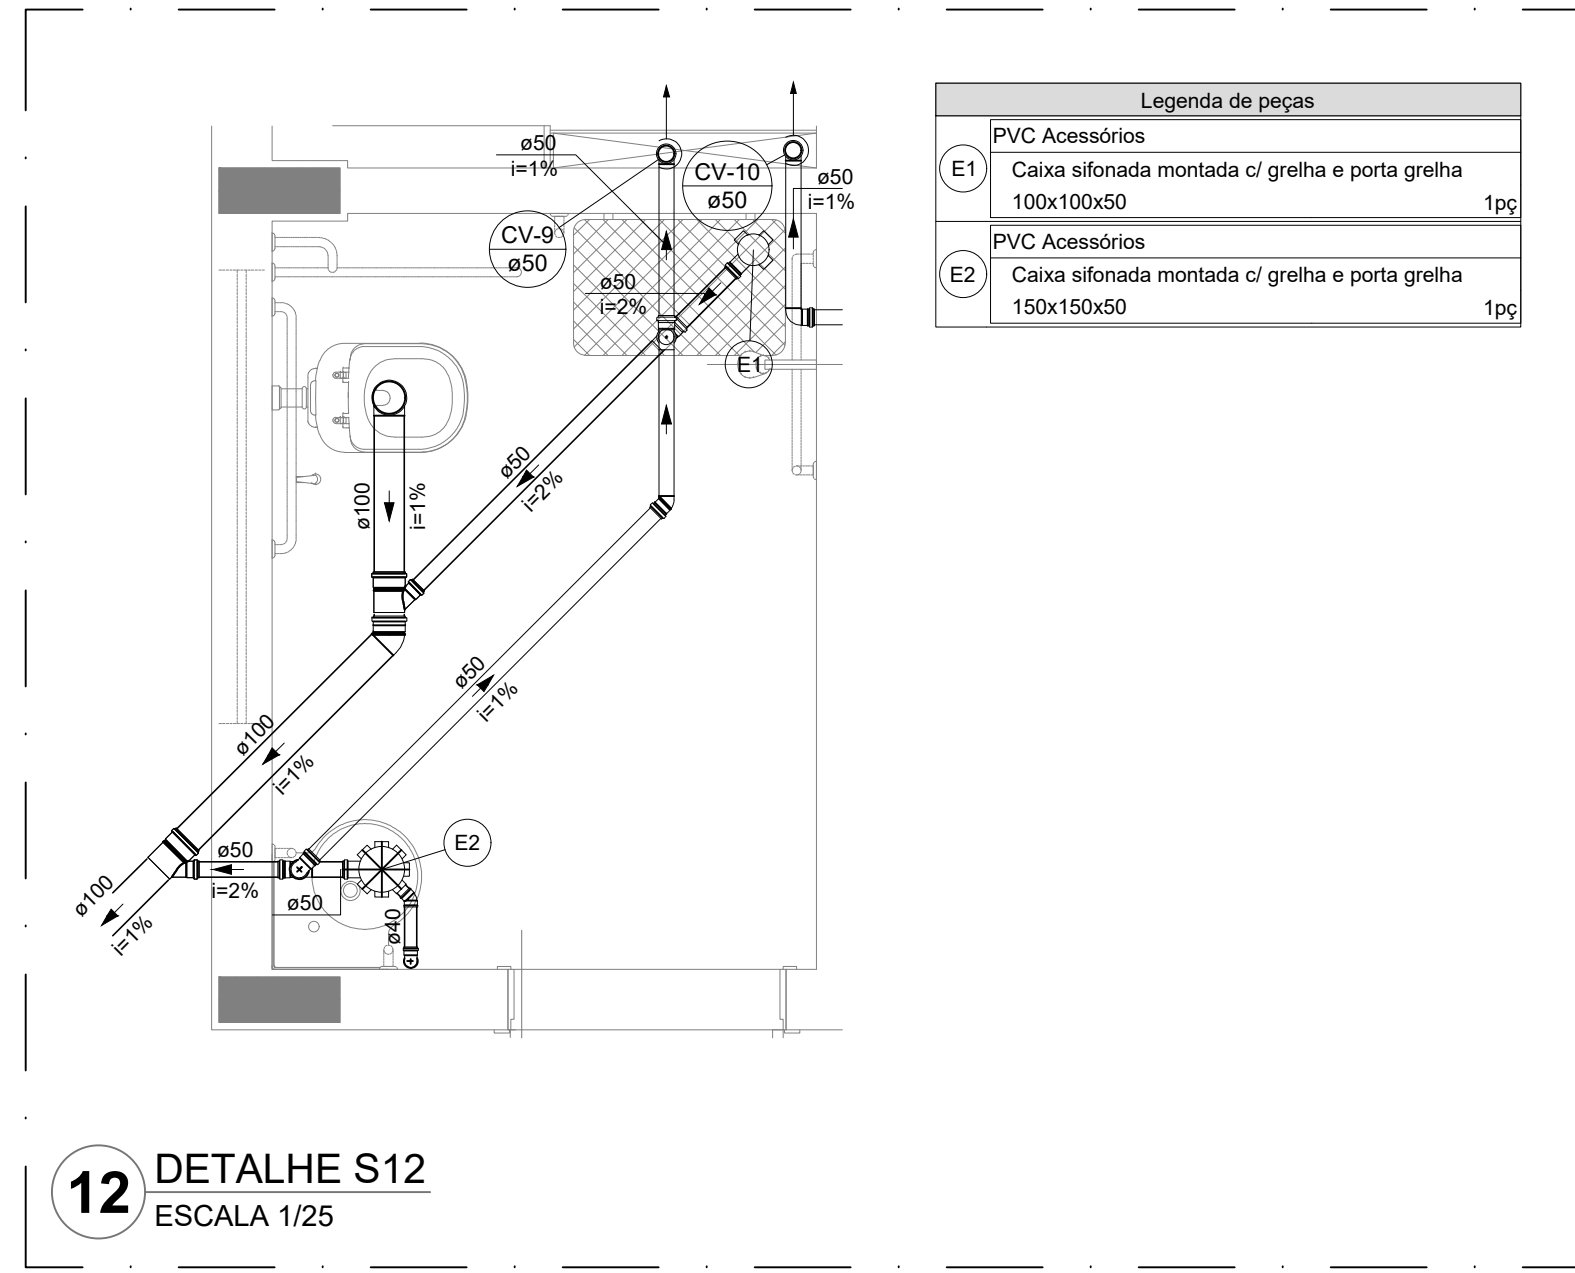 Legenda de peças
E1
PVC Acessórios
Caixa sifonada montada c/ grelha e porta grelha
100x100x50 1pç
E2
PVC Acessórios
Caixa sifonada montada c/ grelha e porta grelha
150x150x50 1pç
ø50
i=1%
CV-10
ø50
ø50
i=1%
CV-9
ø50
ø50
i=2%
E1
ø50
i=2%
ø100
i=1%
ø50
i=1%
ø100
i=1%
E2
ø50
i=2%
ø50
ø40
ø100
i=1%
12
DETALHE S12
ESCALA 1/25